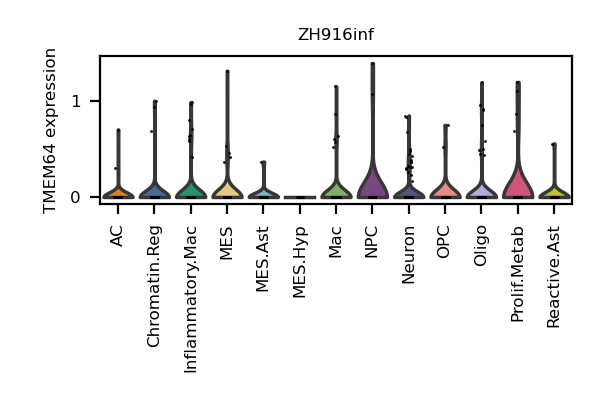 ZH916inf
TMEM64 expression
1
0
AC
Chromatin.Reg
Inflammatory.Mac
MES
MES.Ast
MES.Hyp
Mac
NPC
Neuron
OPC
Oligo
Prolif.Metab
Reactive.Ast